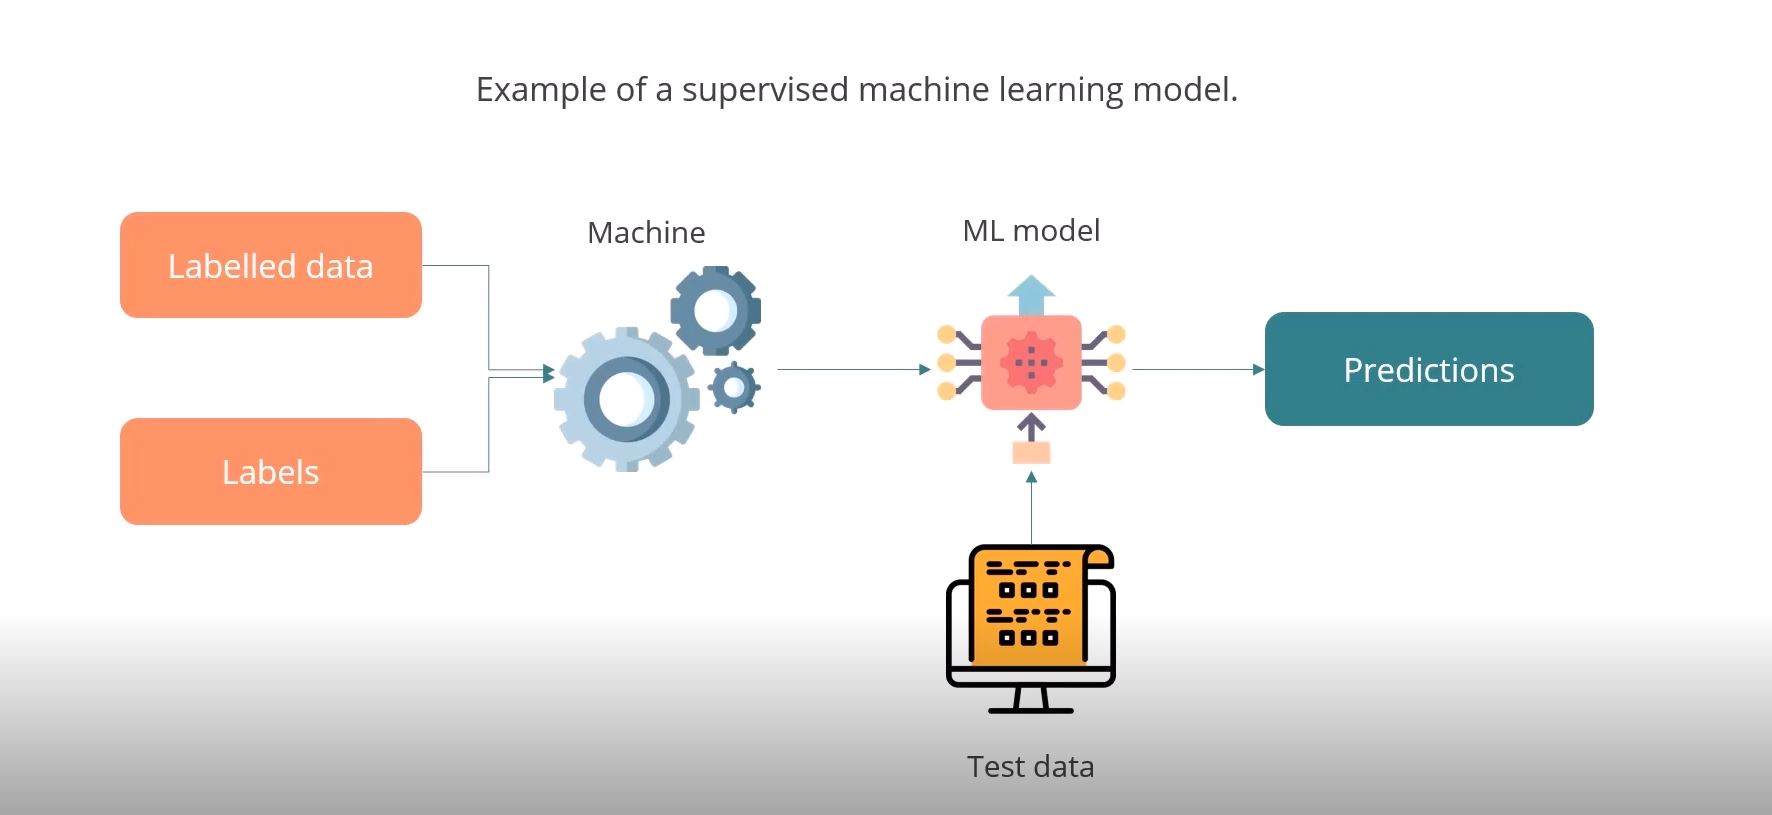 Example of a supervised machine learning model.
Labelled data
Labels
Machine
ML model
Predictions
Test data